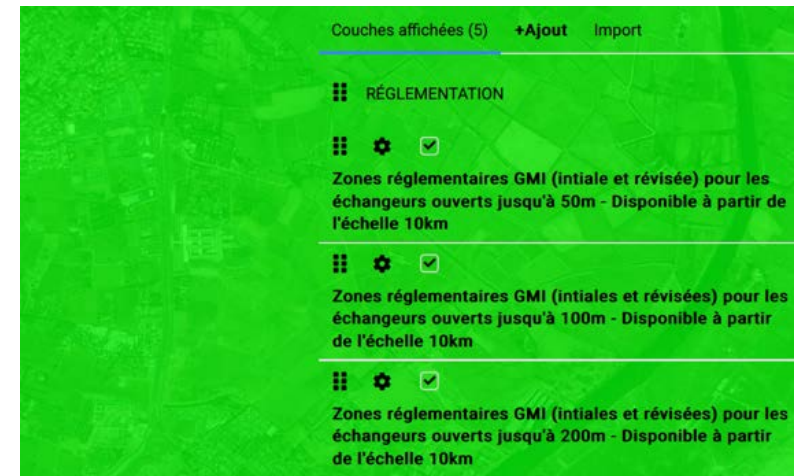 Couches affichées (5) +Ajout Import
RÉGLEMENTATION
Zones réglementaires GMI (intiale et révisée) pour les
échangeurs ouverts jusqu'à 50m - Disponible à partir de
l'échelle 10km
Zones réglementaires GMI (intiales et révisées) pour les
échangeurs ouverts jusqu'à 100m - Disponible à partir
de l'échelle 10km
Zones réglementaires GMI (intiales et révisées) pour les
échangeurs ouverts jusqu'à 200m - Disponible à partir
de l'échelle 10km